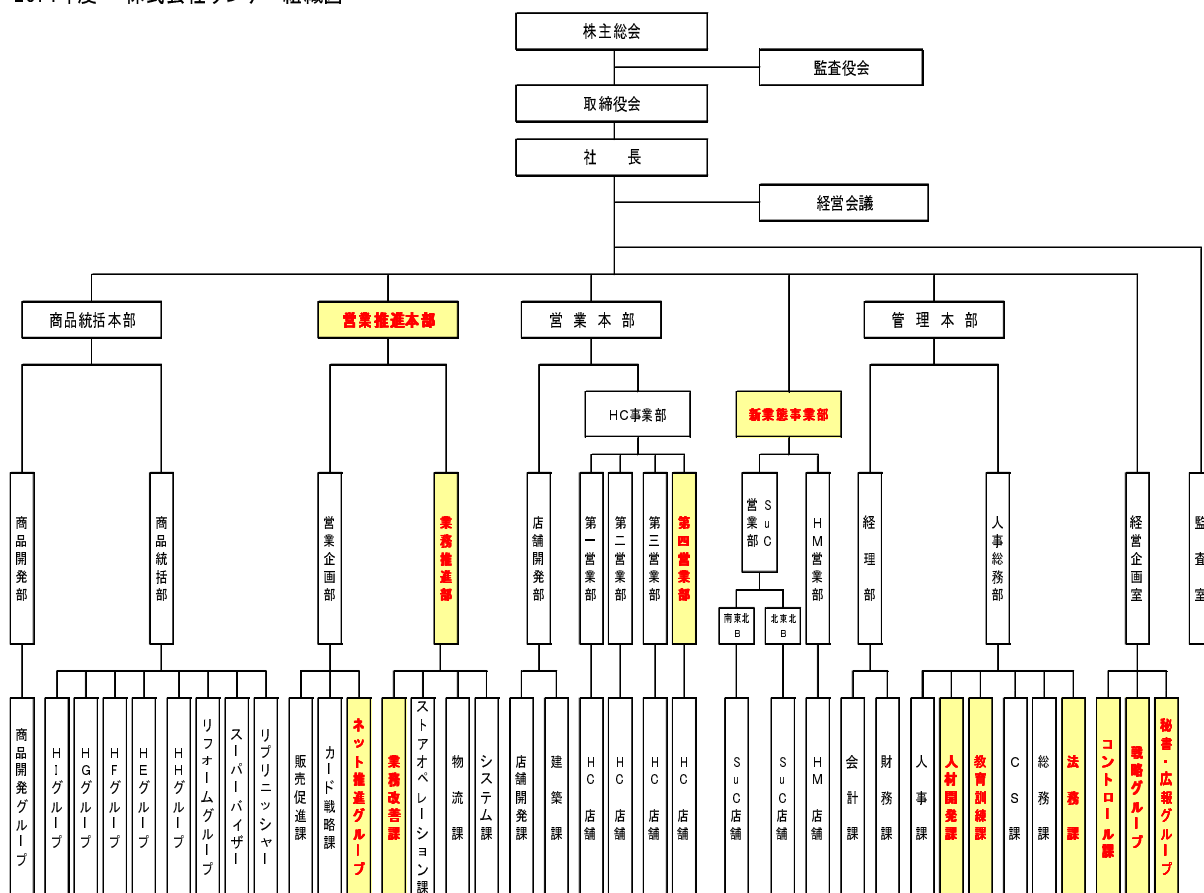 株主総会
監査役会
取締役会
社　長
経営会議
商品統括本部
営業推進本部
営業本部
管理本部
HC事業部
新業態事業部
商品開発部
商品統括部
営業企画部
業務推進部
店舗開発部
第一営業部
第二営業部
第三営業部
第四営業部
SuC営業部
HM営業部
経理部
人事総務部
経営企画室
監査室
南東北B
北東北B
商品開発グループ
HIグループ
HGグループ
HFグループ
HEグループ
HHグループ
リフォームグループ
スーパーバイザー
リプリニッシャー
販売促進課
カード戦略課
ネット推進グループ
業務改善課
ストアオペレーション課
物流課
システム課
店舗開発課
建築課
HC店舗
HC店舗
HC店舗
HC店舗
SuC店舗
SuC店舗
HM店舗
会計課
財務課
人事課
人材開発課
教育訓練課
CS課
総務課
法務課
コントロール課
戦略グループ
秘書・広報グループ